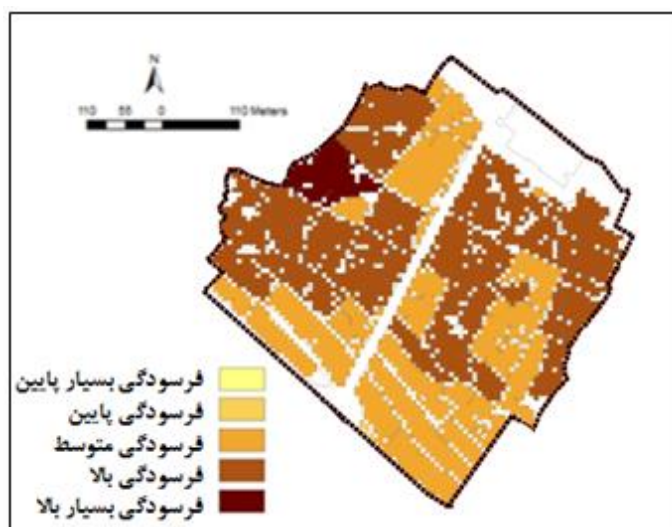 N
110 55 0 110 Meters
فرسودگی بسیار پایین
فرسودگی پایین
فرسودگی متوسط
فرسودگی بالا
فرسودگی بسیار بالا